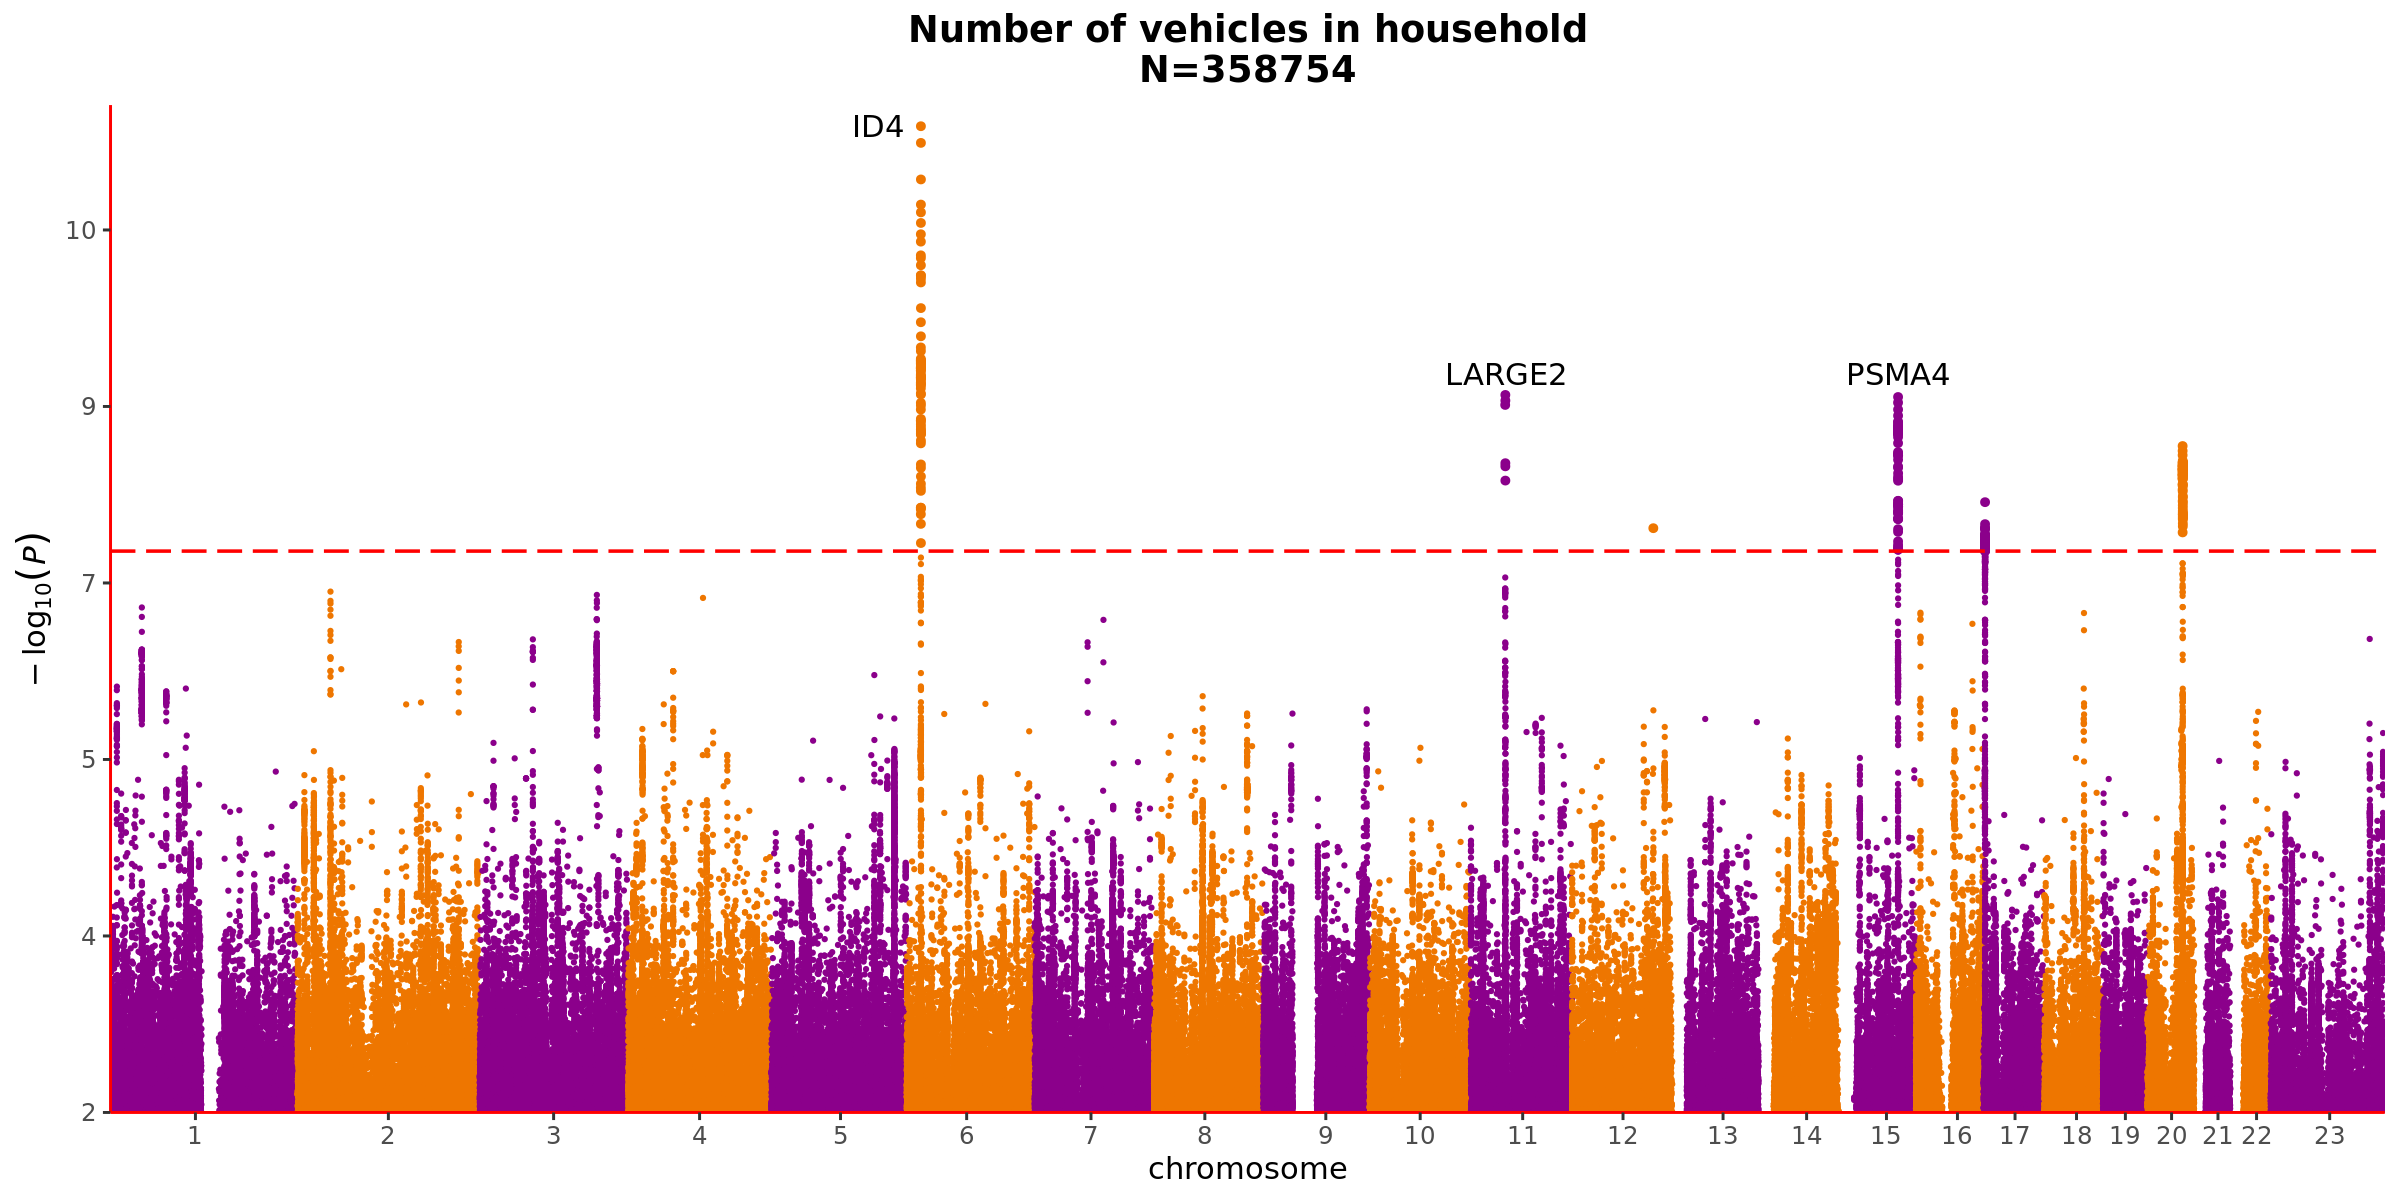 Number of vehicles in household
N=358754
ID4
LARGE2
PSMA4
10
9
7
5
4
2
− log10(P)
1 2 3 4 5 6 7 8 9 10 11 12 13 14 15 16 17 18 19 20 21 22 23
chromosome